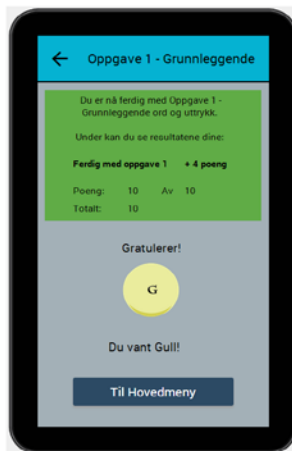 Oppgave 1 - Grunnleggende
Du er nå ferdig med Oppgave 1 -
Grunnleggende ord og uttrykk.
Under kan du se resultatene dine:
Ferdig med oppgave 1 + 4 poeng
Poeng: 10 Av 10
Totalt: 10
Gratulerer!
G
Du vant Gull!
Til Hovedmeny